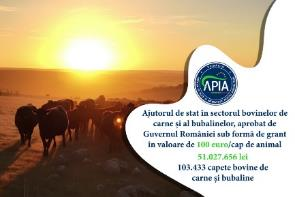 APIA
Ajutorul de stat în sectorul bovinelor de
carne și al bubalinelor, aprobat de
Guvernul României sub formă de grant
în valoare de 100 euro/cap de animal
51.027.656 lei
103.433 capete bovine de
carne și bubaline